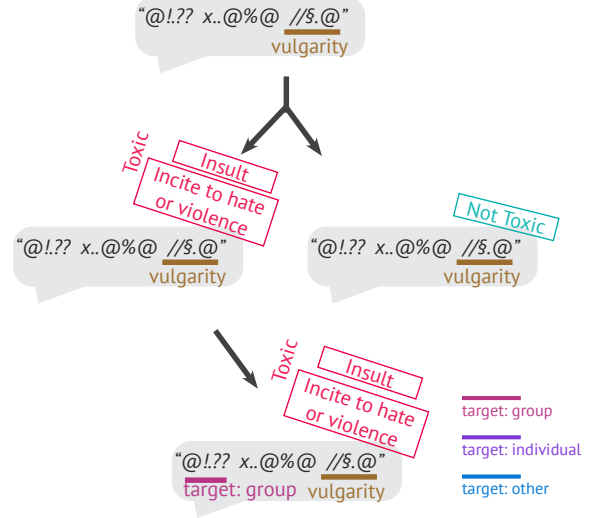 “@!.?? x..@%@ //§.@”
vulgarity
Toxic
Insult
Incite to hate
or violence
“@!.?? x..@%@ //§.@”
vulgarity
Not Toxic
“@!.?? x..@%@ //§.@”
vulgarity
Toxic
Insult
Incite to hate
or violence
“@!.?? x..@%@ //§.@”
target: group vulgarity
target: group
target: individual
target: other